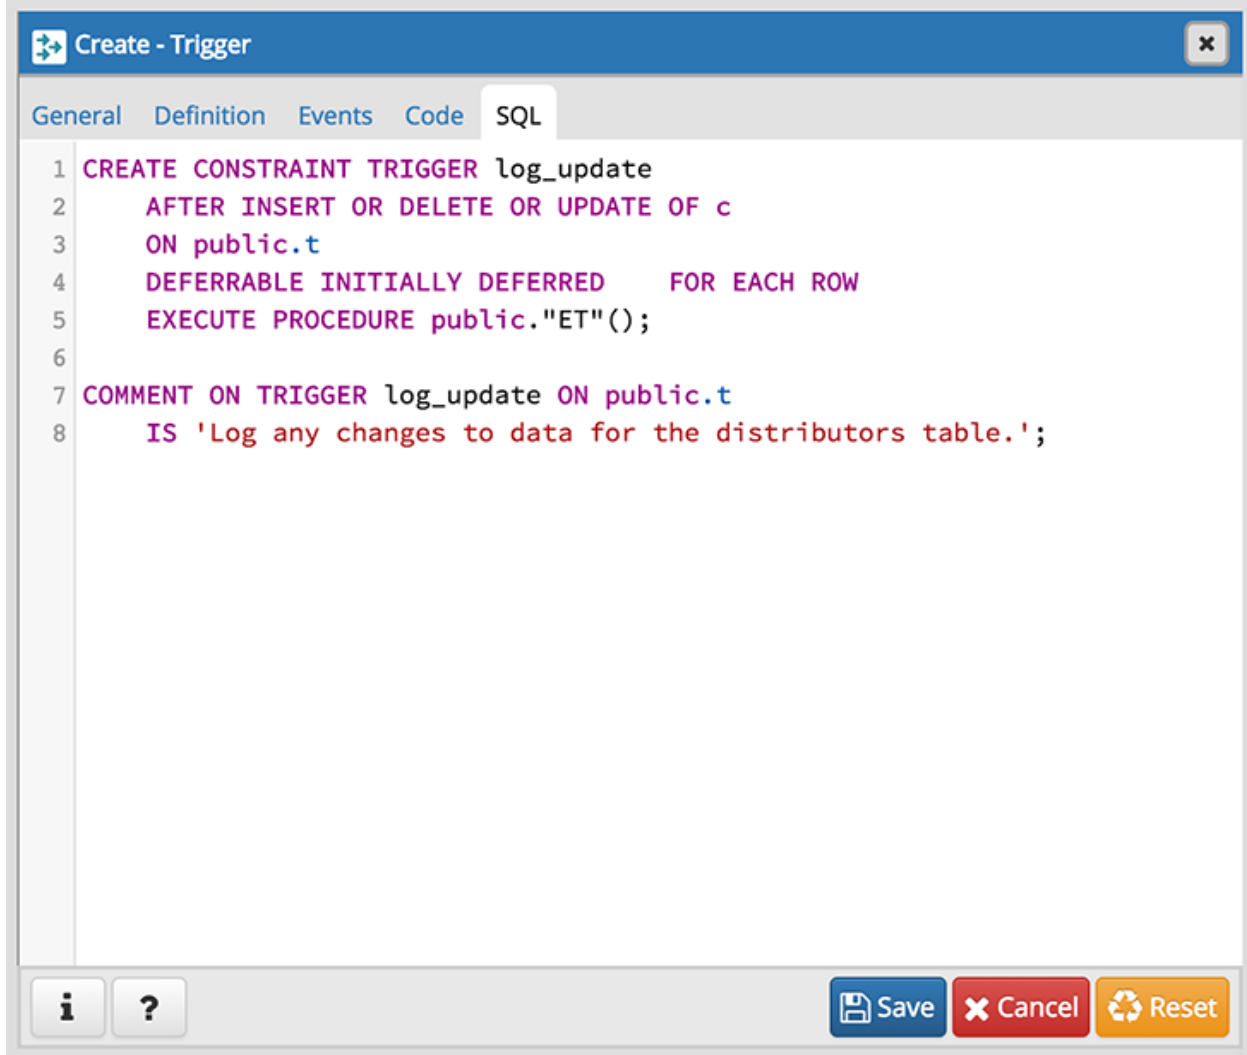 Create - Trigger
General Definition Events Code SQL
1 CREATE CONSTRAINT TRIGGER log_update
2     AFTER INSERT OR DELETE OR UPDATE OF c
3     ON public.t
4     DEFERRABLE INITIALLY DEFERRED    FOR EACH ROW
5     EXECUTE PROCEDURE public."ET"();
6
7 COMMENT ON TRIGGER log_update ON public.t
8     IS 'Log any changes to data for the distributors table.';
i ? Save Cancel Reset